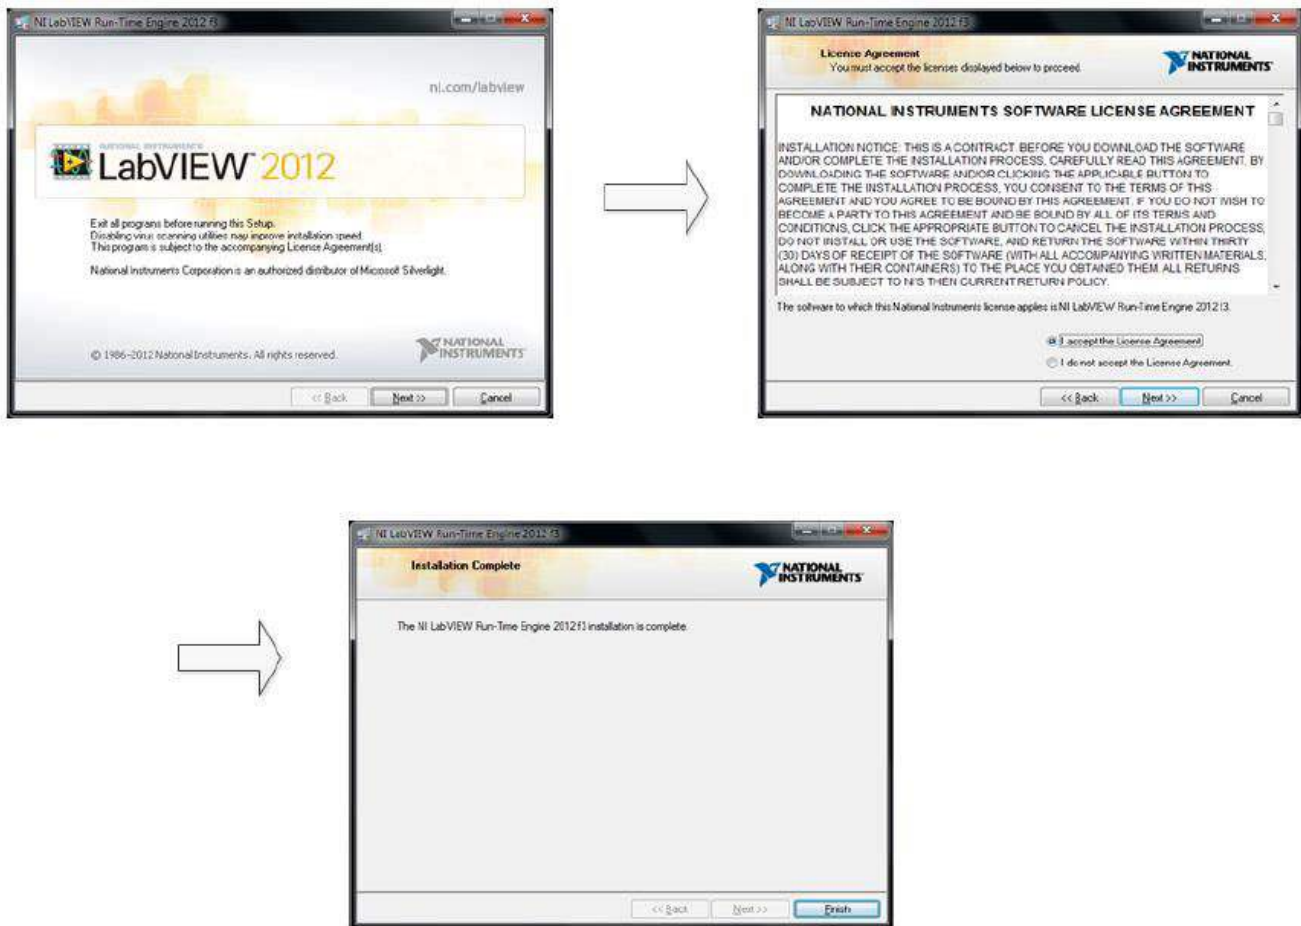 NI LabVIEW Run-Time Engine 2012 f3
ni.com/labview
NATIONAL INSTRUMENTS
LabVIEW™ 2012
Exit all programs before running this Setup.
Disabling virus scanning utilities may improve installation speed.
This program is subject to the accompanying License Agreement(s).
National Instruments Corporation is an authorized distributor of Microsoft Silverlight.
© 1986–2012 National Instruments. All rights reserved.
NATIONAL
INSTRUMENTS
<< Back Next >> Cancel
NI LabVIEW Run-Time Engine 2012 f3
License Agreement
You must accept the licenses displayed below to proceed.
NATIONAL
INSTRUMENTS
NATIONAL INSTRUMENTS SOFTWARE LICENSE AGREEMENT
INSTALLATION NOTICE: THIS IS A CONTRACT. BEFORE YOU DOWNLOAD THE SOFTWARE
AND/OR COMPLETE THE INSTALLATION PROCESS, CAREFULLY READ THIS AGREEMENT. BY
DOWNLOADING THE SOFTWARE AND/OR CLICKING THE APPLICABLE BUTTON TO
COMPLETE THE INSTALLATION PROCESS, YOU CONSENT TO THE TERMS OF THIS
AGREEMENT AND YOU AGREE TO BE BOUND BY THIS AGREEMENT. IF YOU DO NOT WISH TO
BECOME A PARTY TO THIS AGREEMENT AND BE BOUND BY ALL OF ITS TERMS AND
CONDITIONS, CLICK THE APPROPRIATE BUTTON TO CANCEL THE INSTALLATION PROCESS,
DO NOT INSTALL OR USE THE SOFTWARE, AND RETURN THE SOFTWARE WITHIN THIRTY
(30) DAYS OF RECEIPT OF THE SOFTWARE (WITH ALL ACCOMPANYING WRITTEN MATERIALS,
ALONG WITH THEIR CONTAINERS) TO THE PLACE YOU OBTAINED THEM. ALL RETURNS
SHALL BE SUBJECT TO NI'S THEN CURRENT RETURN POLICY.
The software to which this National Instruments license applies is NI LabVIEW Run-Time Engine 2012 f3.
I accept the License Agreement.
I do not accept the License Agreement.
<< Back Next >> Cancel
NI LabVIEW Run-Time Engine 2012 f3
Installation Complete
NATIONAL
INSTRUMENTS
The NI LabVIEW Run-Time Engine 2012 f3 installation is complete.
<< Back Next >> Finish